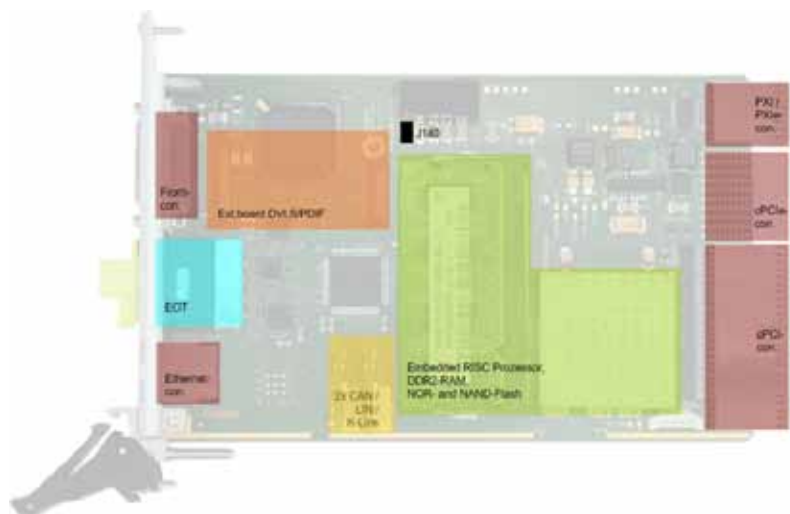 PXI /
PXIe-
con.
J140
Front-
con.
Ext.board DVI,S/PDIF
cPCIe-
con.
EOT
cPCI-
con.
Ethernet
con.
Embedded RISC Prozessor,
DDR2-RAM,
NOR- and NAND-Flash
2x CAN /
LIN /
K-Line